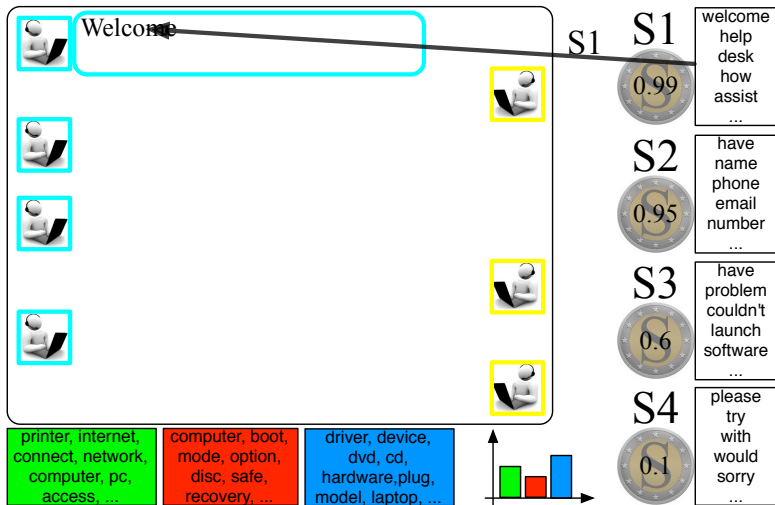 Welcome
S1
S1
S
0.99
welcome
help
desk
how
assist
...
S2
S
0.95
have
name
phone
email
number
...
S3
S
0.6
have
problem
couldn't
launch
software
...
S4
S
0.1
please
try
with
would
sorry
...
printer, internet,
connect, network,
computer, pc,
access, ...
computer, boot,
mode, option,
disc, safe,
recovery, ...
driver, device,
dvd, cd,
hardware,plug,
model, laptop, ...